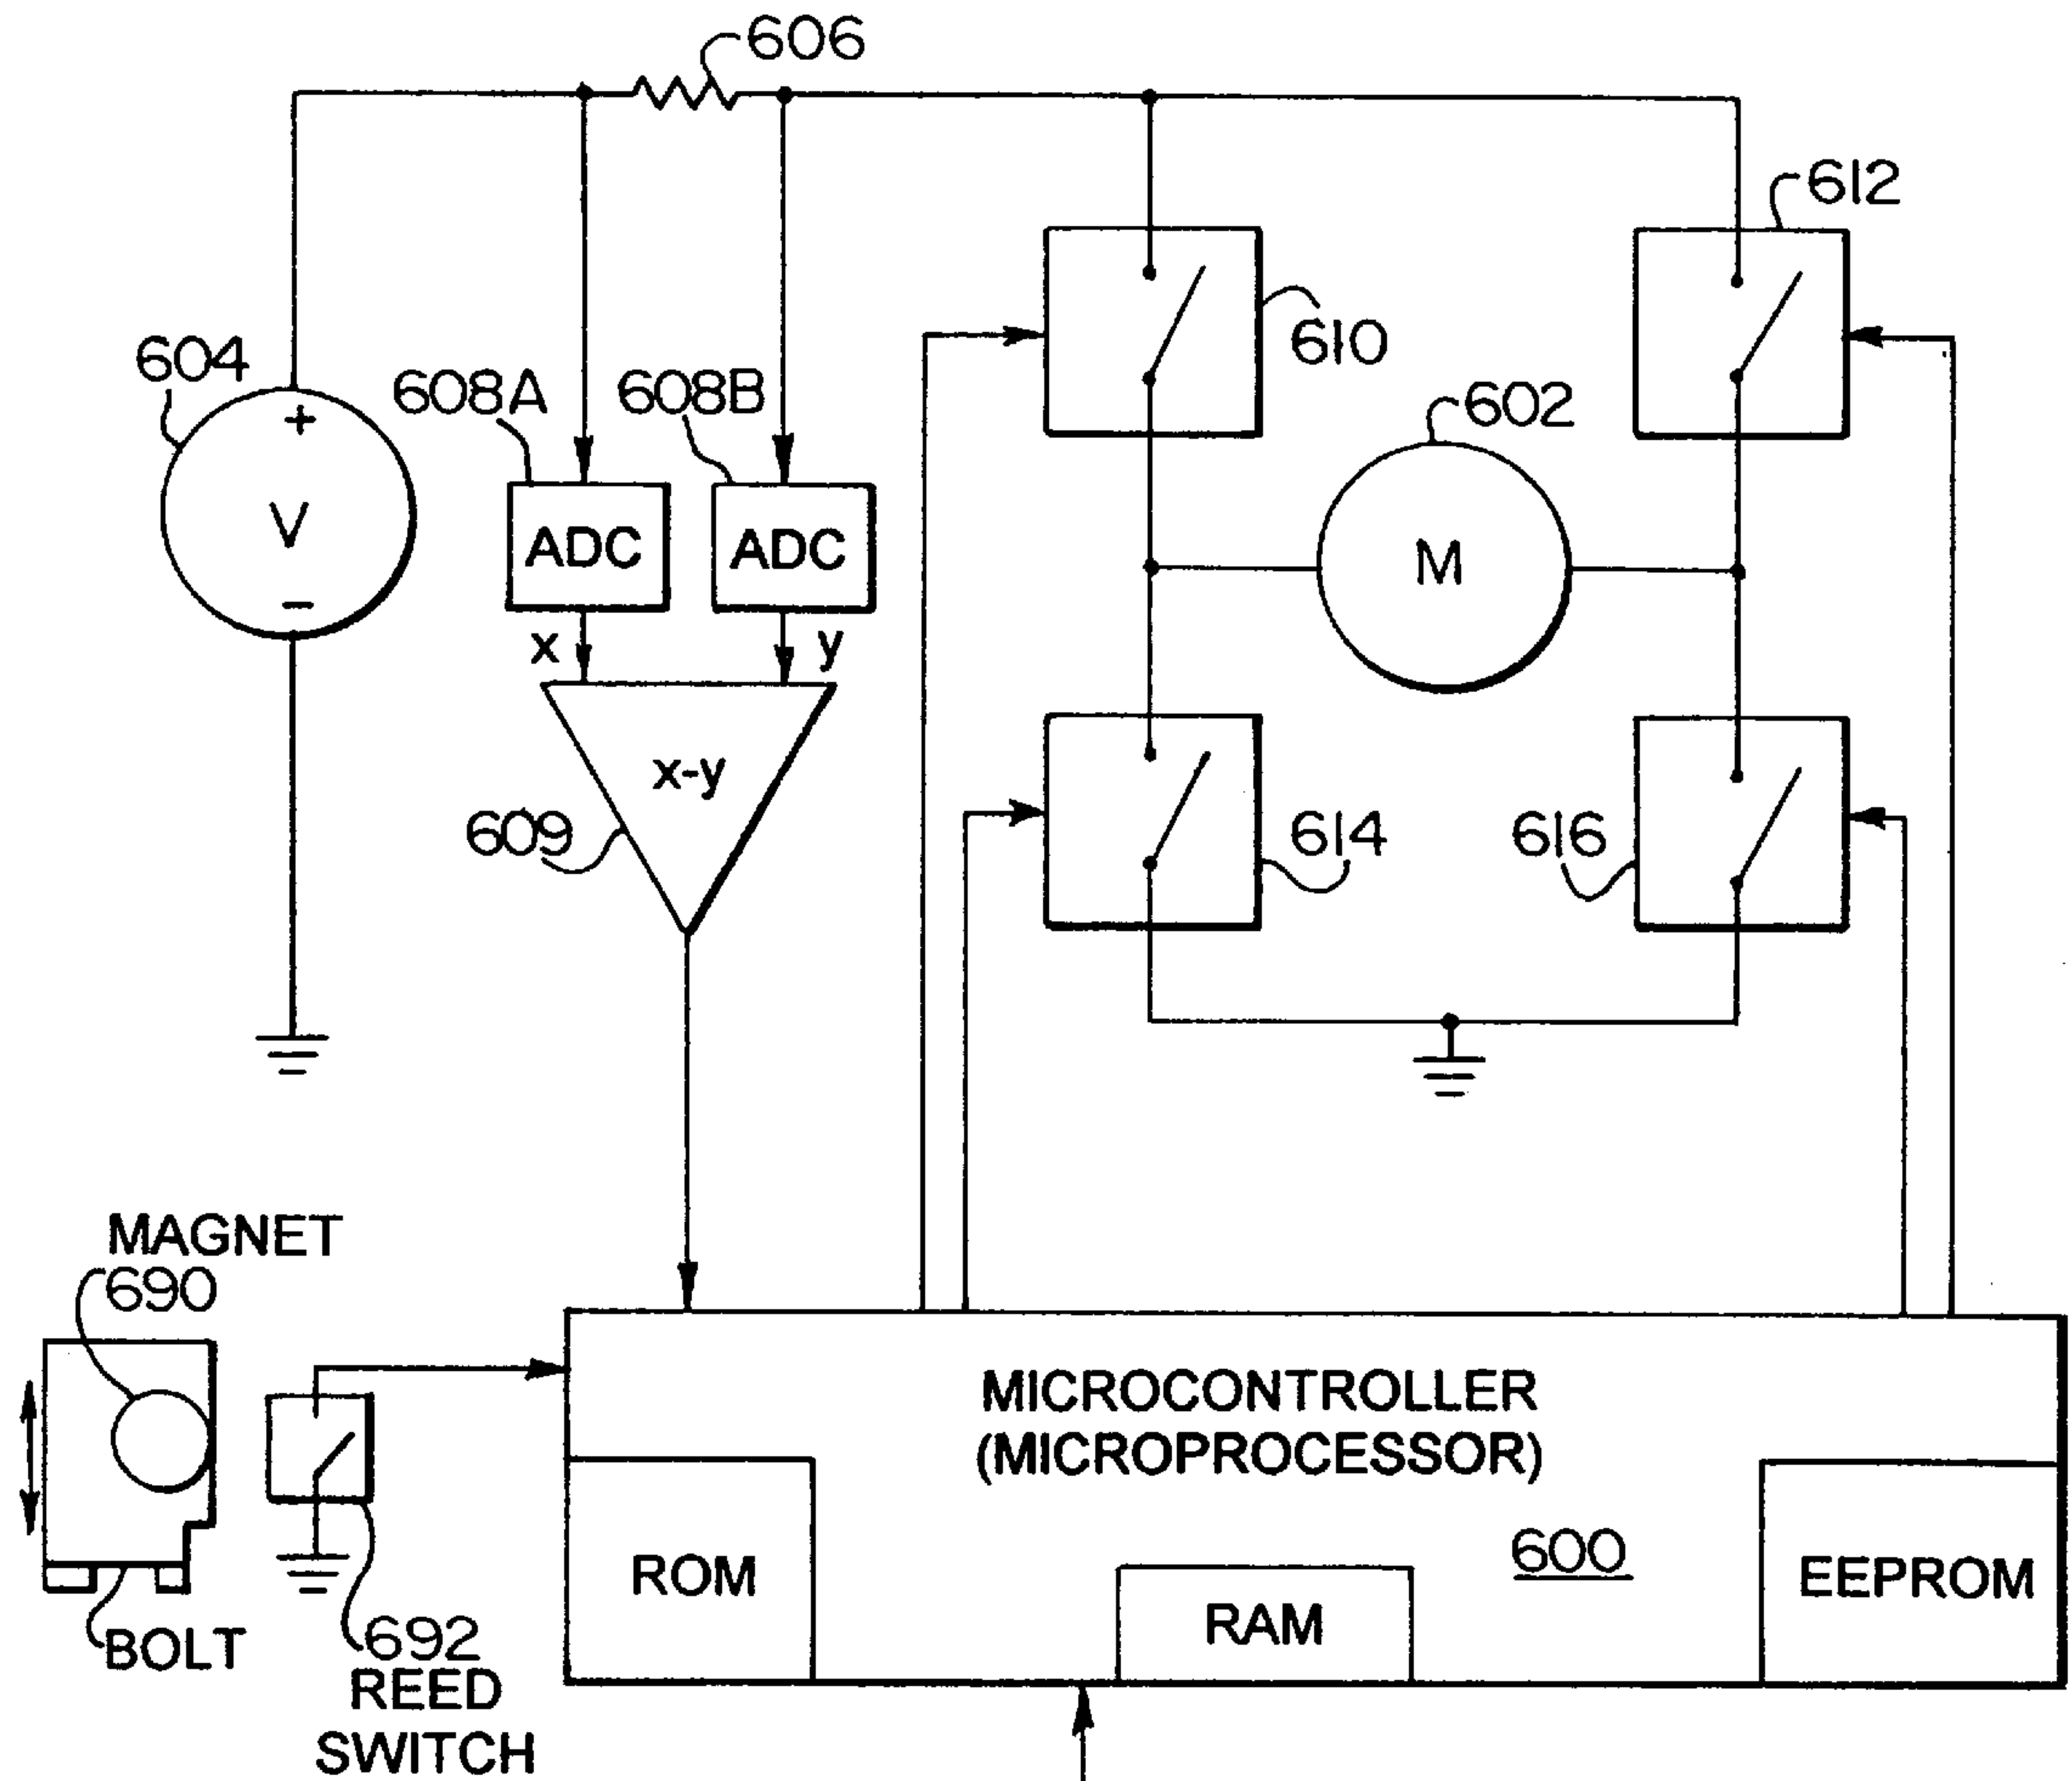 606
612
604
+
V
−
608A
608B
610
602
ADC
ADC
M
x
y
x-y
609
614
616
MAGNET
690
MICROCONTROLLER
(MICROPROCESSOR)
600
ROM
RAM
EEPROM
BOLT
692
REED
SWITCH